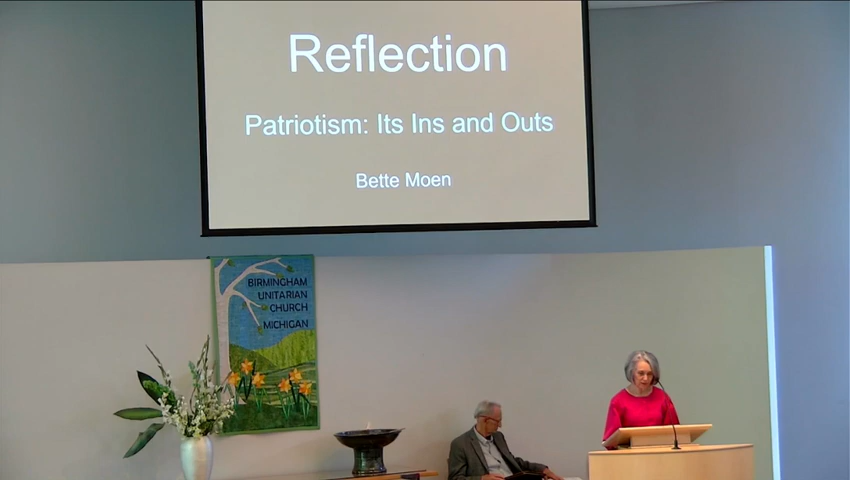 Reflection
Patriotism: Its Ins and Outs
Bette Moen
BIRMINGHAM
UNITARIAN
CHURCH
MICHIGAN